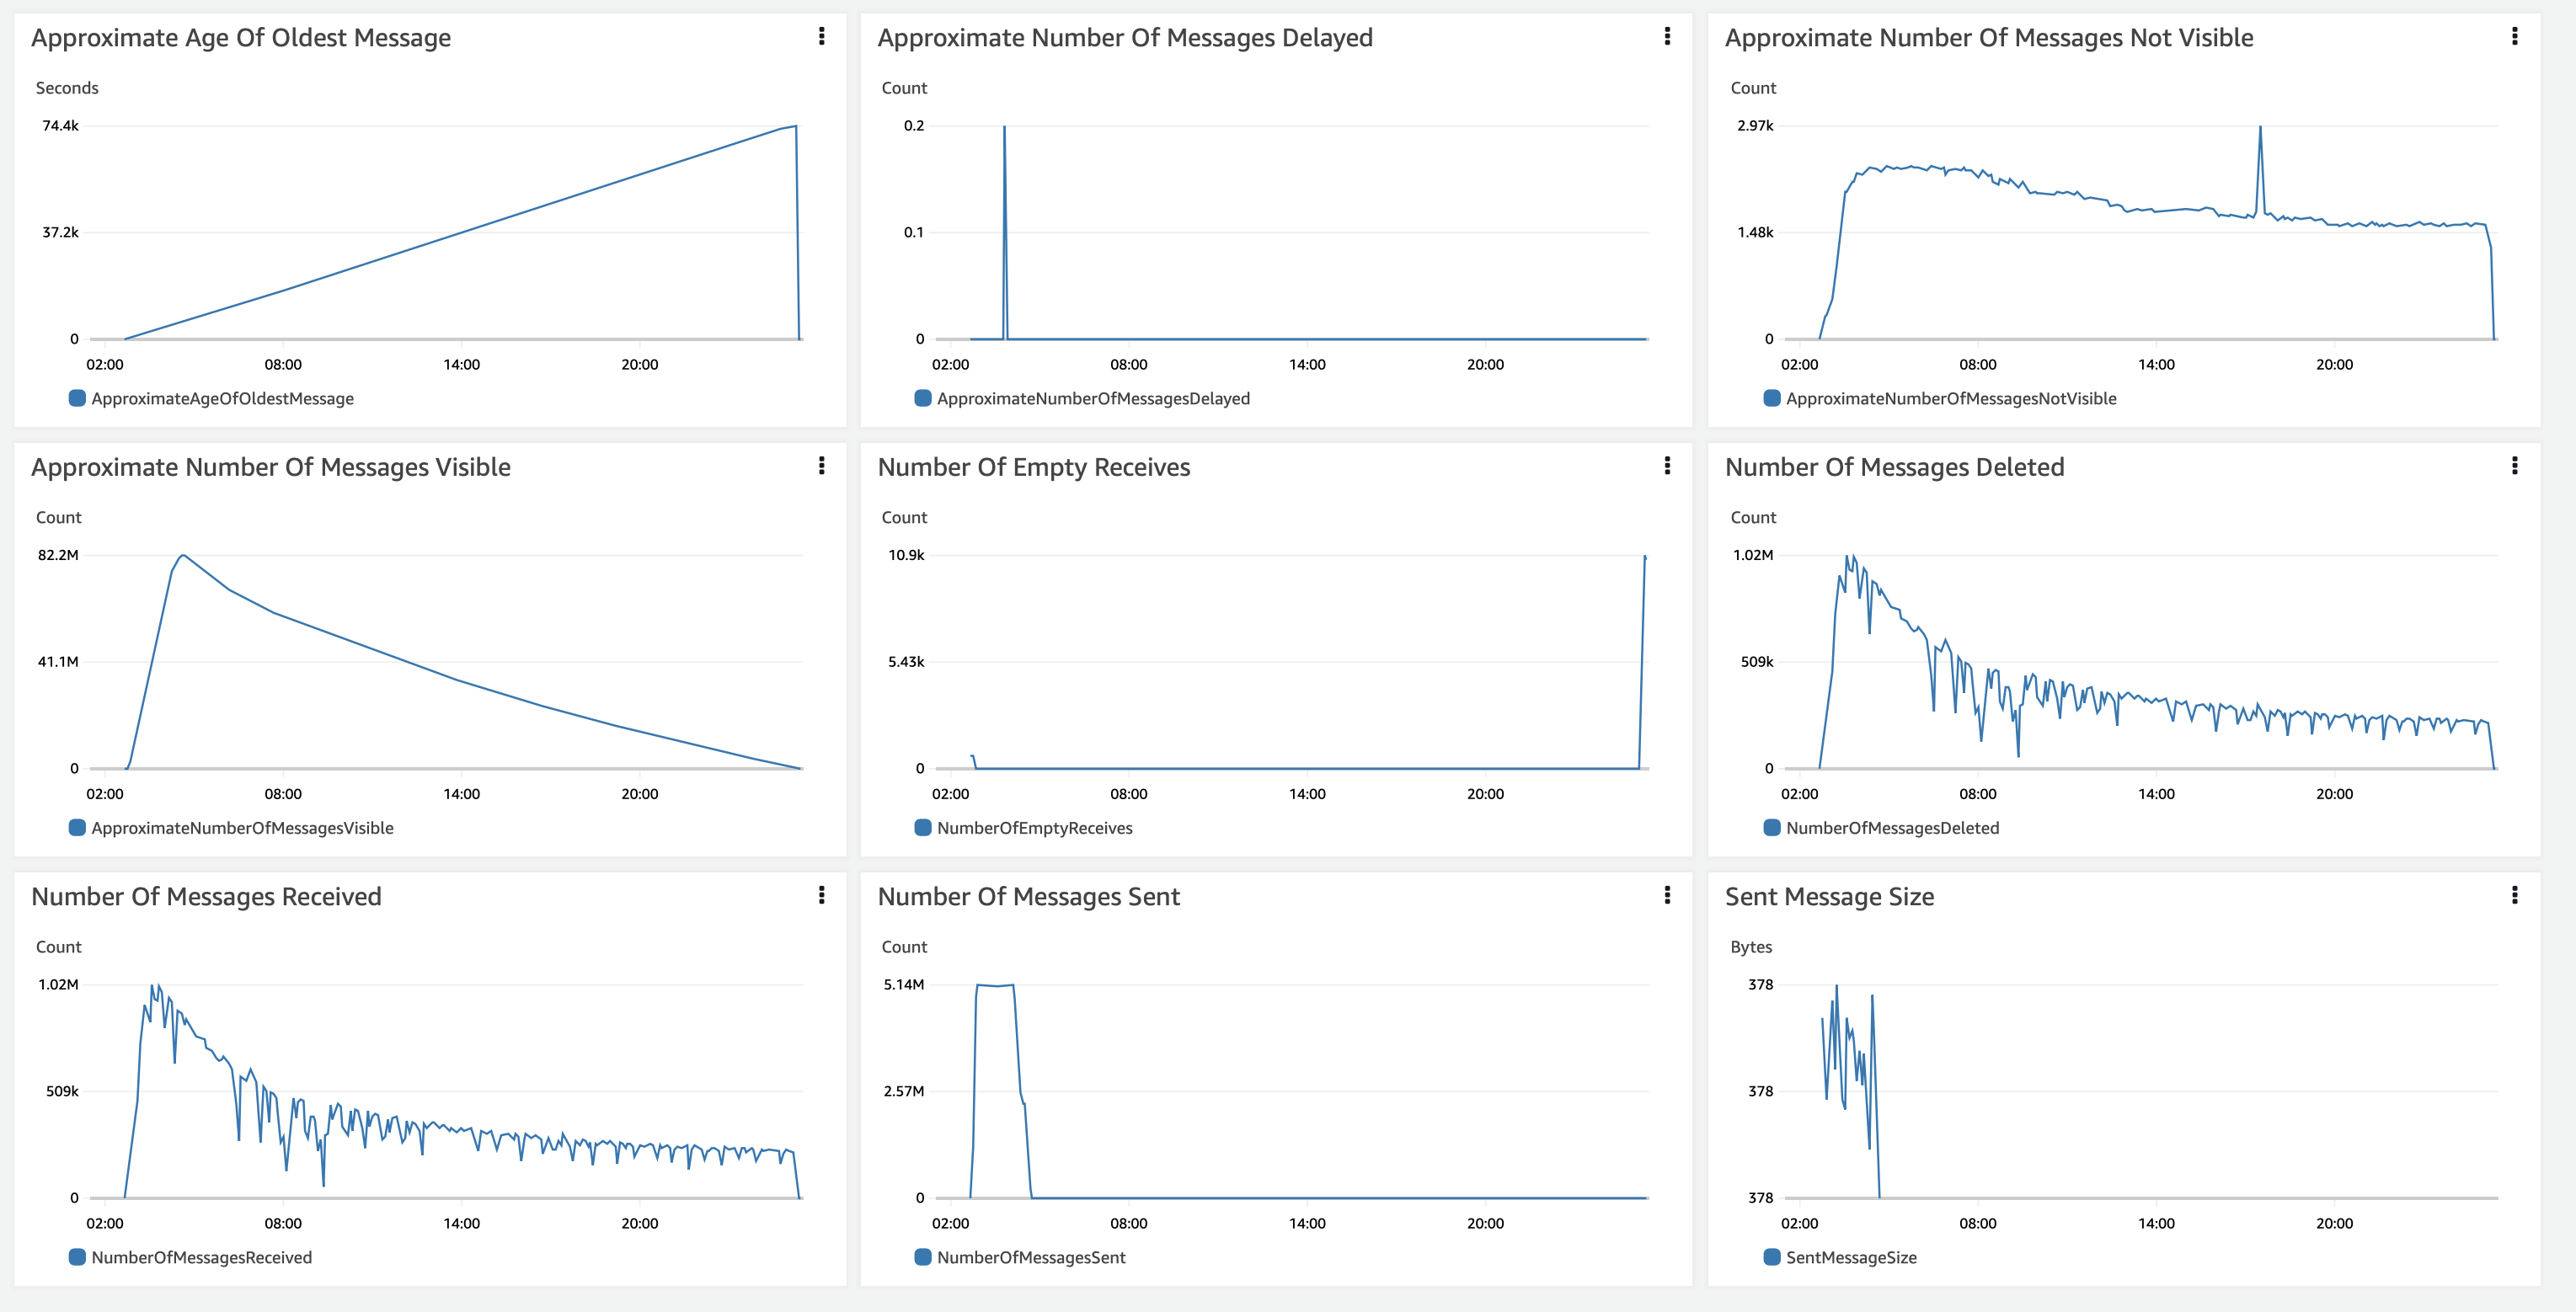 Approximate Age Of Oldest Message
Seconds
74.4k
37.2k
0
02:00 08:00 14:00 20:00
ApproximateAgeOfOldestMessage
Approximate Number Of Messages Delayed
Count
0.2
0.1
0
02:00 08:00 14:00 20:00
ApproximateNumberOfMessagesDelayed
Approximate Number Of Messages Not Visible
Count
2.97k
1.48k
0
02:00 08:00 14:00 20:00
ApproximateNumberOfMessagesNotVisible
Approximate Number Of Messages Visible
Count
82.2M
41.1M
0
02:00 08:00 14:00 20:00
ApproximateNumberOfMessagesVisible
Number Of Empty Receives
Count
10.9k
5.43k
0
02:00 08:00 14:00 20:00
NumberOfEmptyReceives
Number Of Messages Deleted
Count
1.02M
509k
0
02:00 08:00 14:00 20:00
NumberOfMessagesDeleted
Number Of Messages Received
Count
1.02M
509k
0
02:00 08:00 14:00 20:00
NumberOfMessagesReceived
Number Of Messages Sent
Count
5.14M
2.57M
0
02:00 08:00 14:00 20:00
NumberOfMessagesSent
Sent Message Size
Bytes
378
378
378
02:00 08:00 14:00 20:00
SentMessageSize